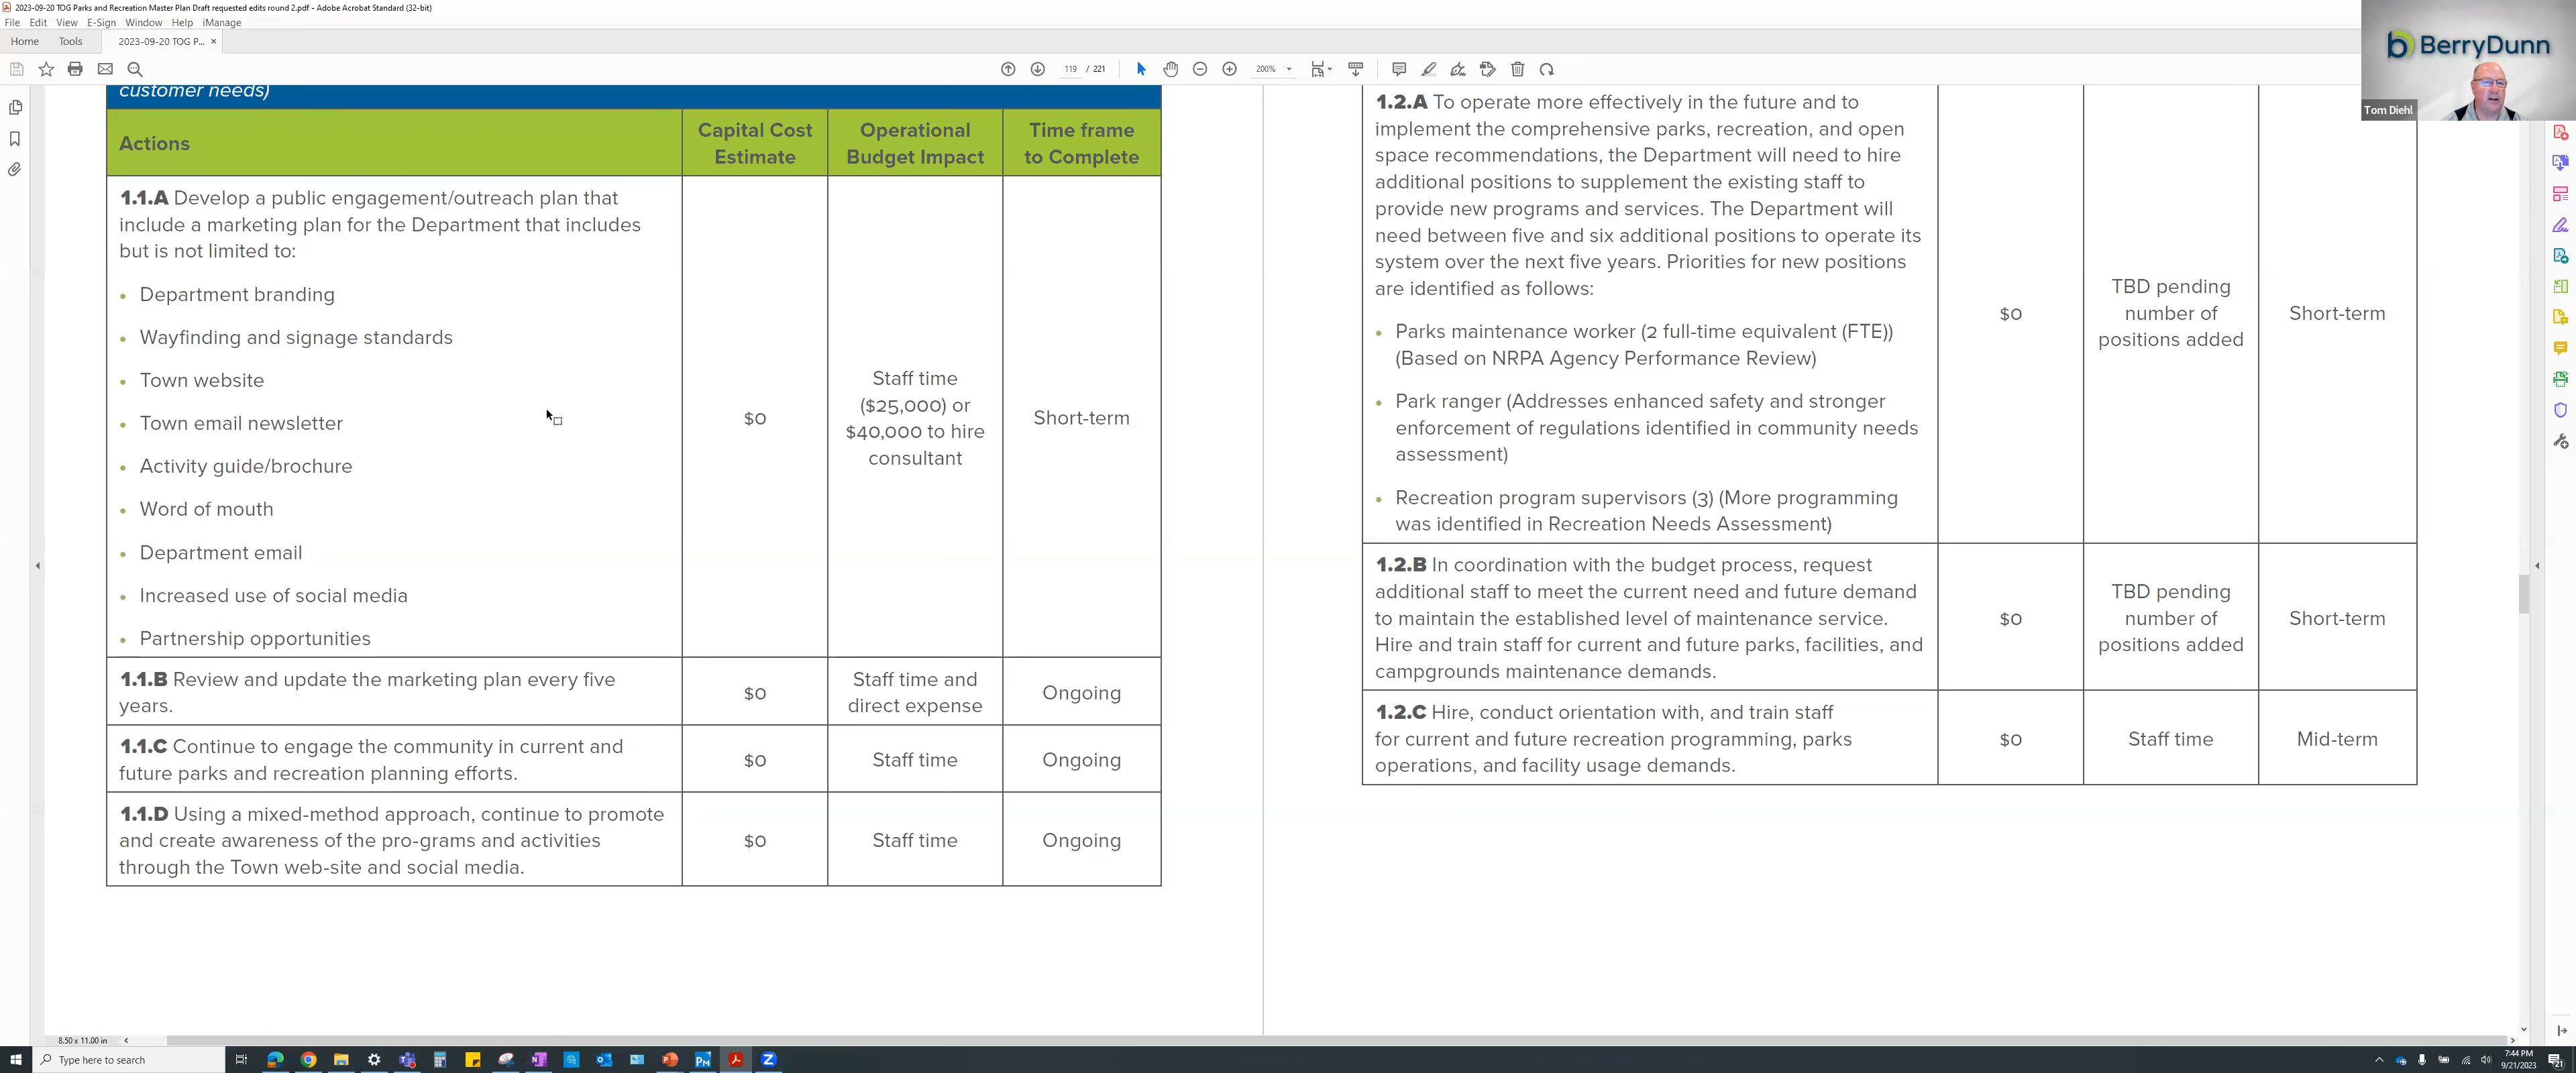 2023-09-20 TOG Parks and Recreation Master Plan Draft requested edits round 2.pdf - Adobe Acrobat Standard (32-bit)
File Edit View E-Sign Window Help iManage
Home Tools 2023-09-20 TOG P... ×
119 / 221 200%
BerryDunn
Tom Diehl
customer needs)
Actions
Capital Cost
Estimate
Operational
Budget Impact
Time frame
to Complete
1.1.A Develop a public engagement/outreach plan that
include a marketing plan for the Department that includes
but is not limited to:
• Department branding
• Wayfinding and signage standards
• Town website
• Town email newsletter
• Activity guide/brochure
• Word of mouth
• Department email
• Increased use of social media
• Partnership opportunities
$0
Staff time
($25,000) or
$40,000 to hire
consultant
Short-term
1.1.B Review and update the marketing plan every five
years.
$0
Staff time and
direct expense
Ongoing
1.1.C Continue to engage the community in current and
future parks and recreation planning efforts.
$0
Staff time
Ongoing
1.1.D Using a mixed-method approach, continue to promote
and create awareness of the pro-grams and activities
through the Town web-site and social media.
$0
Staff time
Ongoing
1.2.A To operate more effectively in the future and to
implement the comprehensive parks, recreation, and open
space recommendations, the Department will need to hire
additional positions to supplement the existing staff to
provide new programs and services. The Department will
need between five and six additional positions to operate its
system over the next five years. Priorities for new positions
are identified as follows:
• Parks maintenance worker (2 full-time equivalent (FTE))
(Based on NRPA Agency Performance Review)
• Park ranger (Addresses enhanced safety and stronger
enforcement of regulations identified in community needs
assessment)
• Recreation program supervisors (3) (More programming
was identified in Recreation Needs Assessment)
$0
TBD pending
number of
positions added
Short-term
1.2.B In coordination with the budget process, request
additional staff to meet the current need and future demand
to maintain the established level of maintenance service.
Hire and train staff for current and future parks, facilities, and
campgrounds maintenance demands.
$0
TBD pending
number of
positions added
Short-term
1.2.C Hire, conduct orientation with, and train staff
for current and future recreation programming, parks
operations, and facility usage demands.
$0
Staff time
Mid-term
8.50 x 11.00 in
Type here to search
7:44 PM
9/21/2023
21